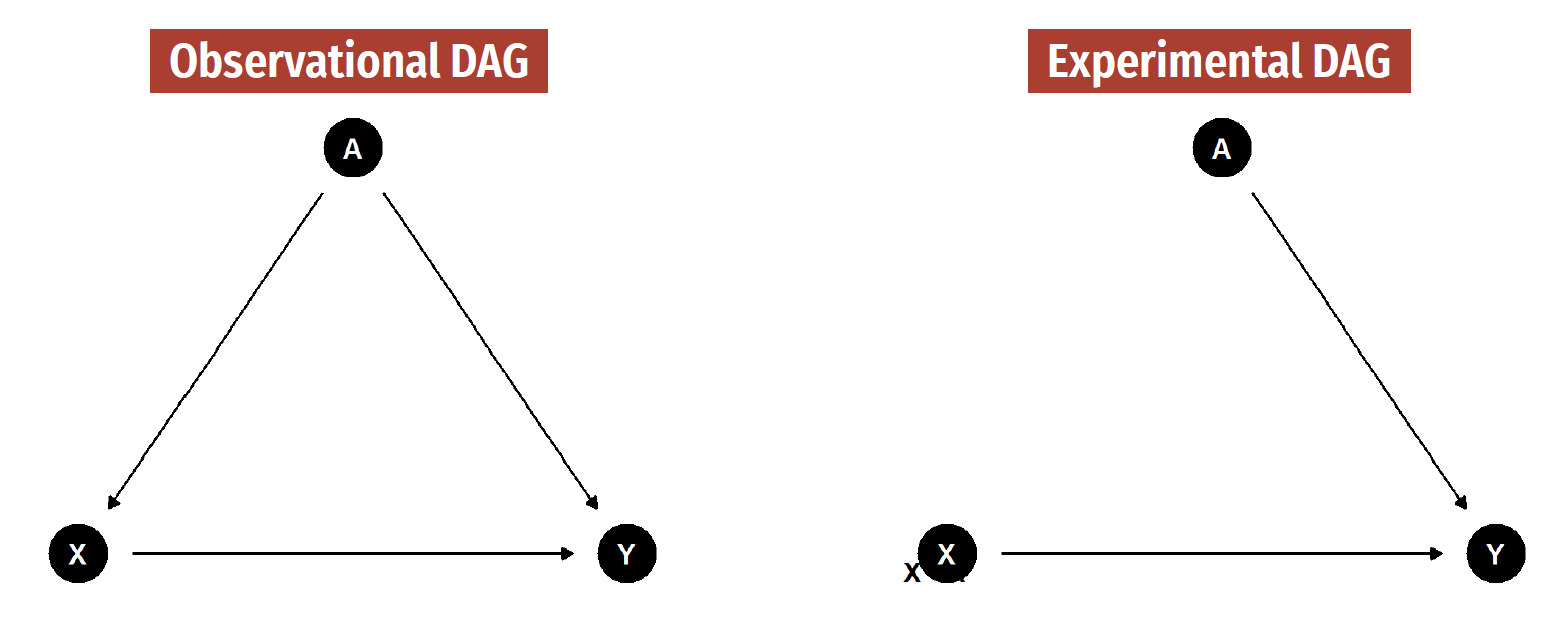 Observational DAG
Experimental DAG
A
A
X
Y
X
Y
X